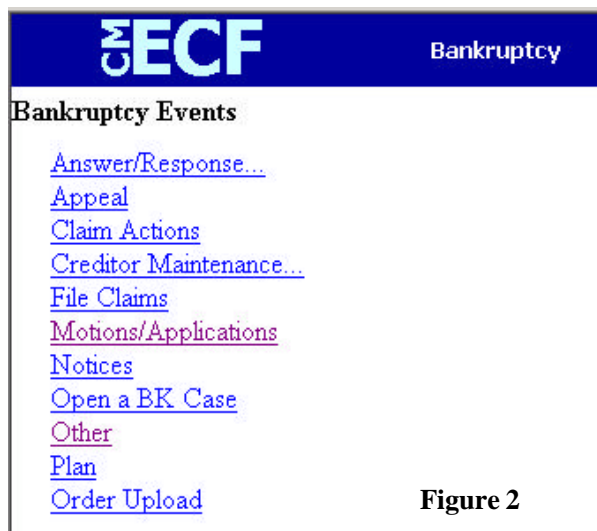 CM ECF Bankruptcy
Bankruptcy Events
Answer/Response...
Appeal
Claim Actions
Creditor Maintenance...
File Claims
Motions/Applications
Notices
Open a BK Case
Other
Plan
Order Upload Figure 2